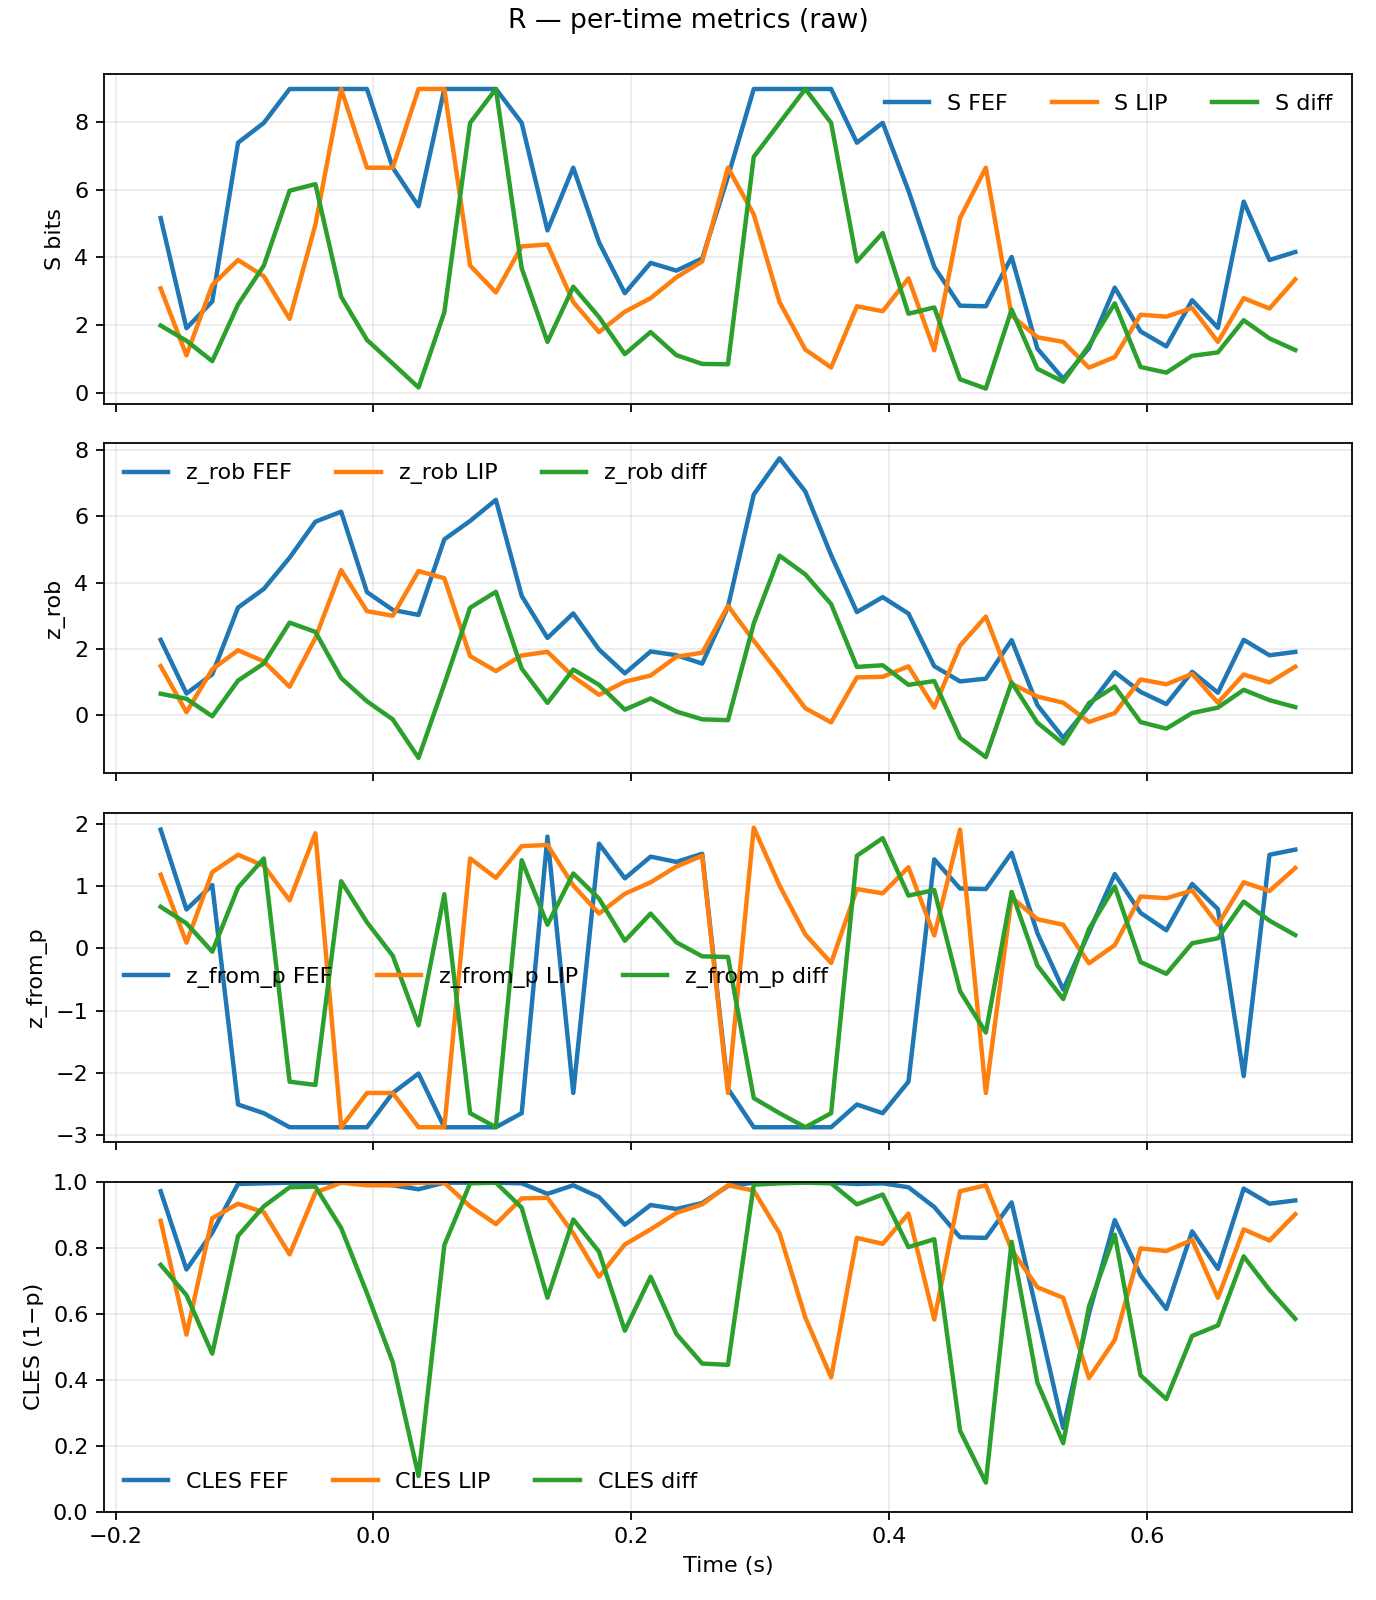 R — per-time metrics (raw)
S FEF S LIP S diff
8
6
4
2
0
S bits
z_rob FEF z_rob LIP z_rob diff
8
6
4
2
0
z_rob
2
1
0
−1
−2
−3
z_from_p
z_from_p FEF z_from_p LIP z_from_p diff
1.0
0.8
0.6
0.4
0.2
0.0
CLES (1−p)
CLES FEF CLES LIP CLES diff
−0.2 0.0 0.2 0.4 0.6
Time (s)